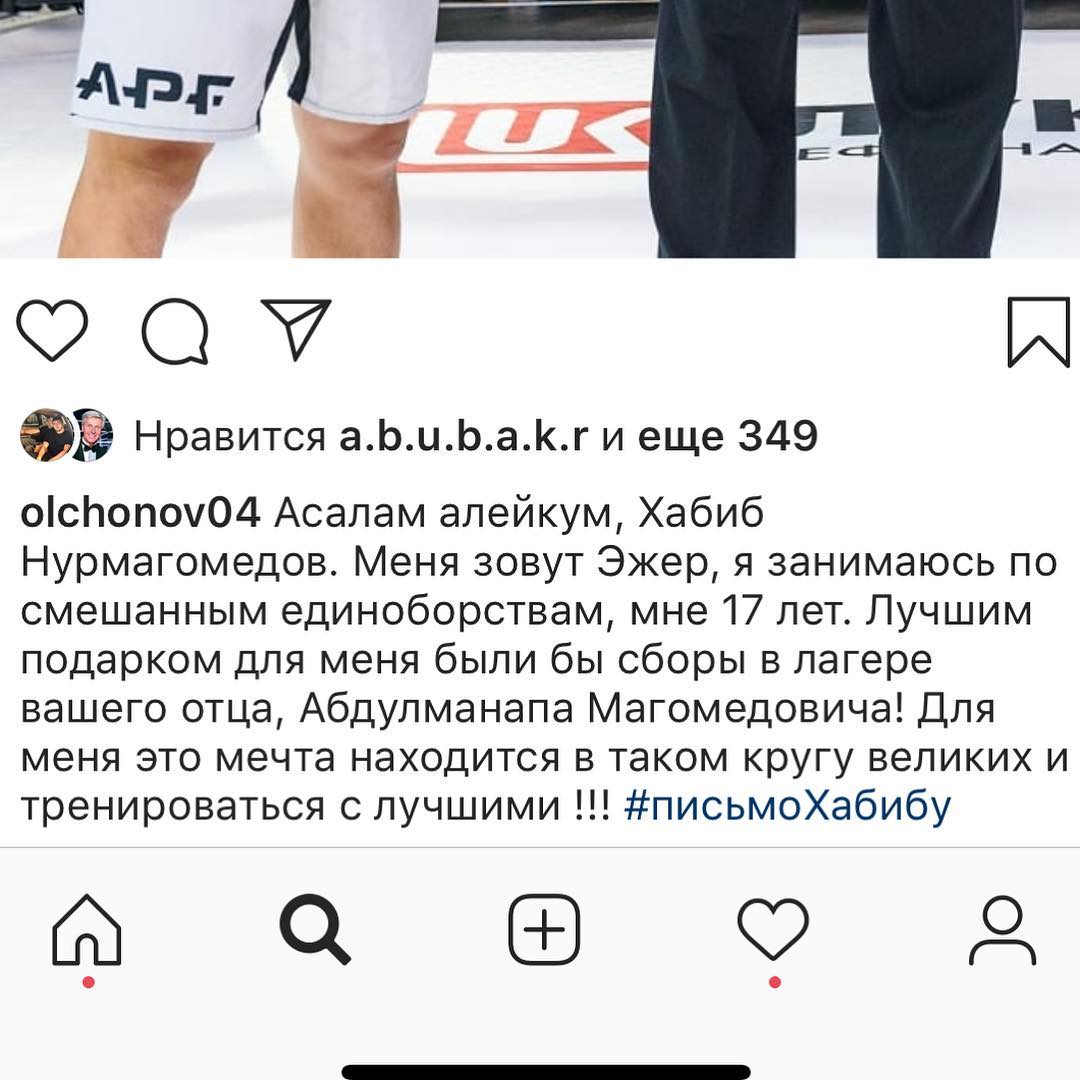 APF
LUK
olchonov04 Асалам алейкум, Хабиб
Нурмагомедов. Меня зовут Эжер, я занимаюсь по
смешанным единоборствам, мне 17 лет. Лучшим
подарком для меня были бы сборы в лагере
вашего отца, Абдулманапа Магомедовича! Для
меня это мечта находится в таком кругу великих и
тренироваться с лучшими !!! #письмоХабибу
Нравится a.b.u.b.a.k.r и еще 349